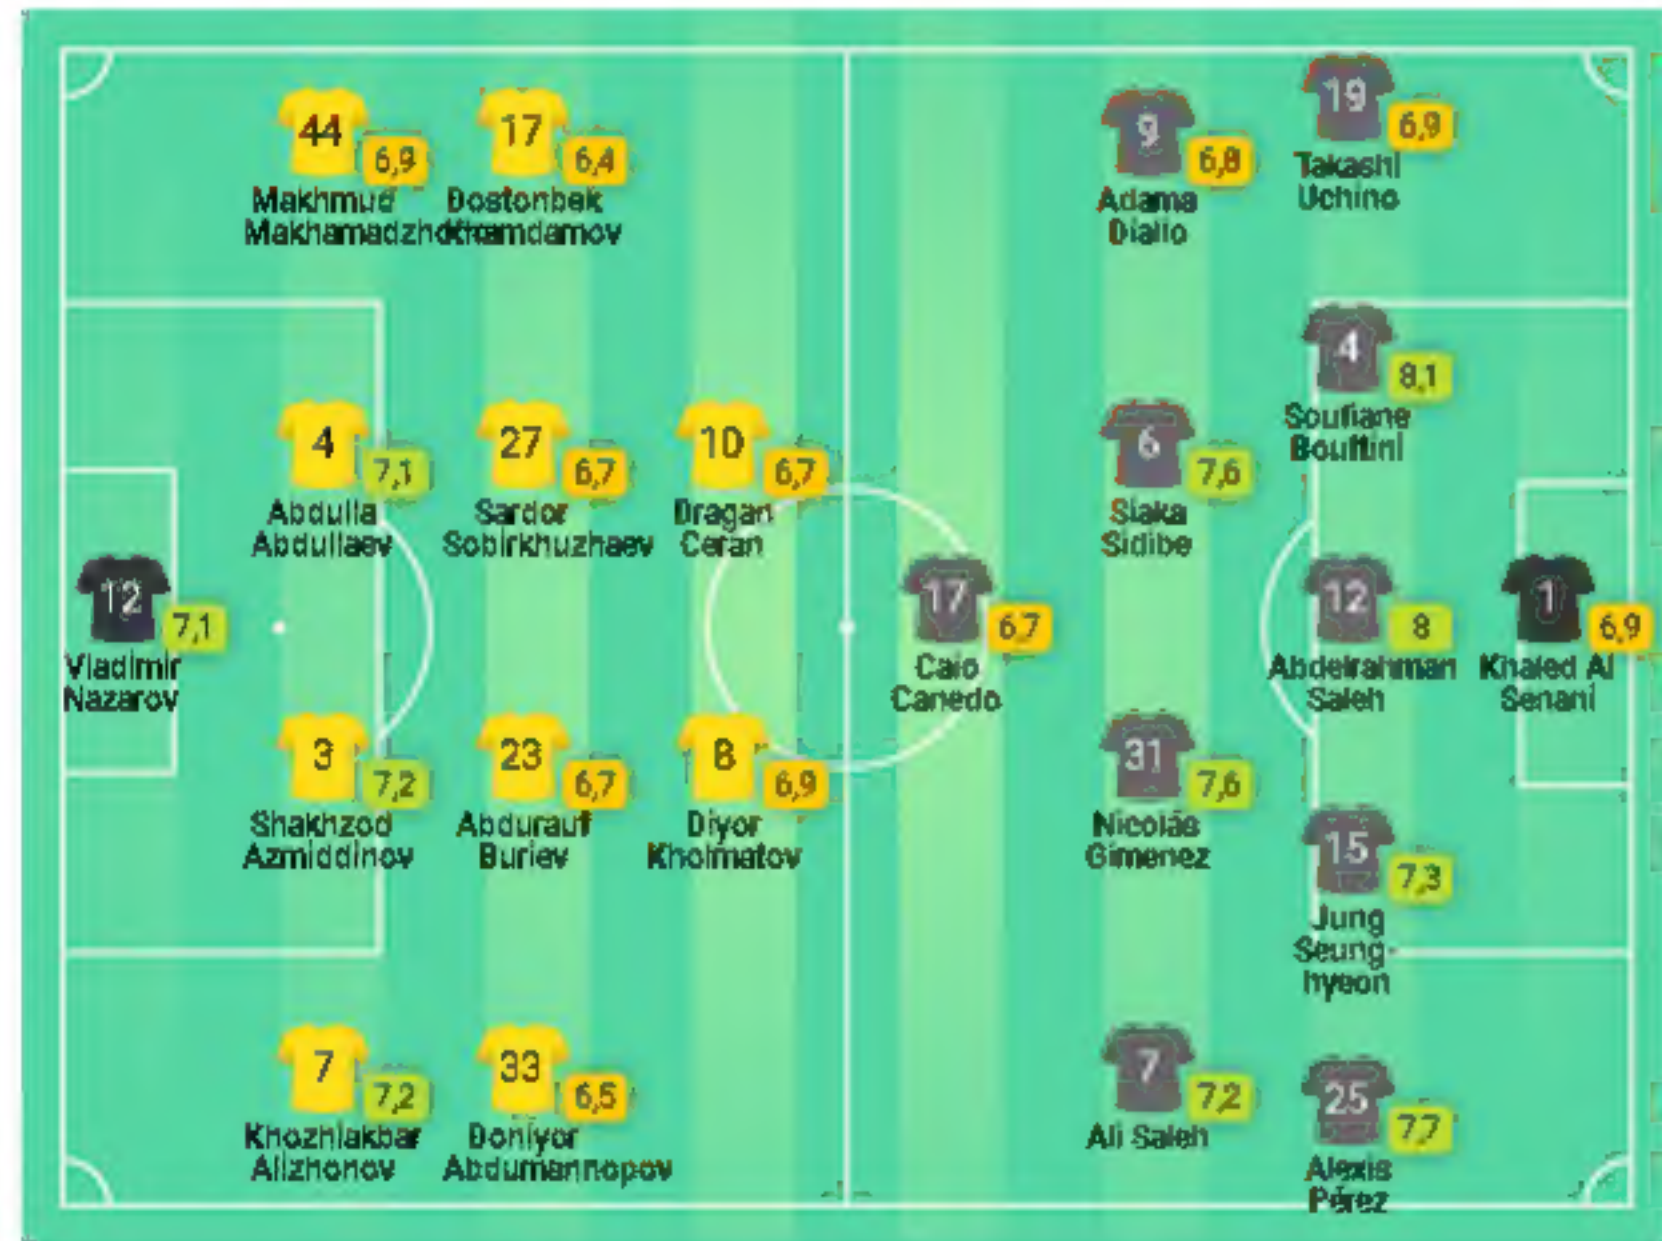 44
6,9
Makhmud
17
6,4
Dostonbek
Khamdamov
9
6,8
Adama
Diallo
19
6,9
Takashi
Uchino
4
7,1
Abdulla
Abdullaev
27
6,7
Sardor
Sobirkhuzhaev
10
6,7
Dragan
Ceran
6
7,6
Siaka
Sidibe
4
8,1
Soufiane
Bouftini
12
7,1
Vladimir
Nazarov
17
6,7
Caio
Canedo
12
8
Abdelrahman
Saleh
1
6,9
Khaled Al
Senani
3
7,2
Shakhzod
Azmiddinov
23
6,7
Abdurauf
Buriev
8
6,9
Diyor
Kholmatov
31
7,6
Nicolás
Gimenez
15
7,3
Jung
Seung-
hyeon
7
7,2
Khozhiakbar
Alizhonov
33
6,5
Doniyor
Abdumannopov
7
7,2
Ali Saleh
25
7,7
Alexis
Pérez